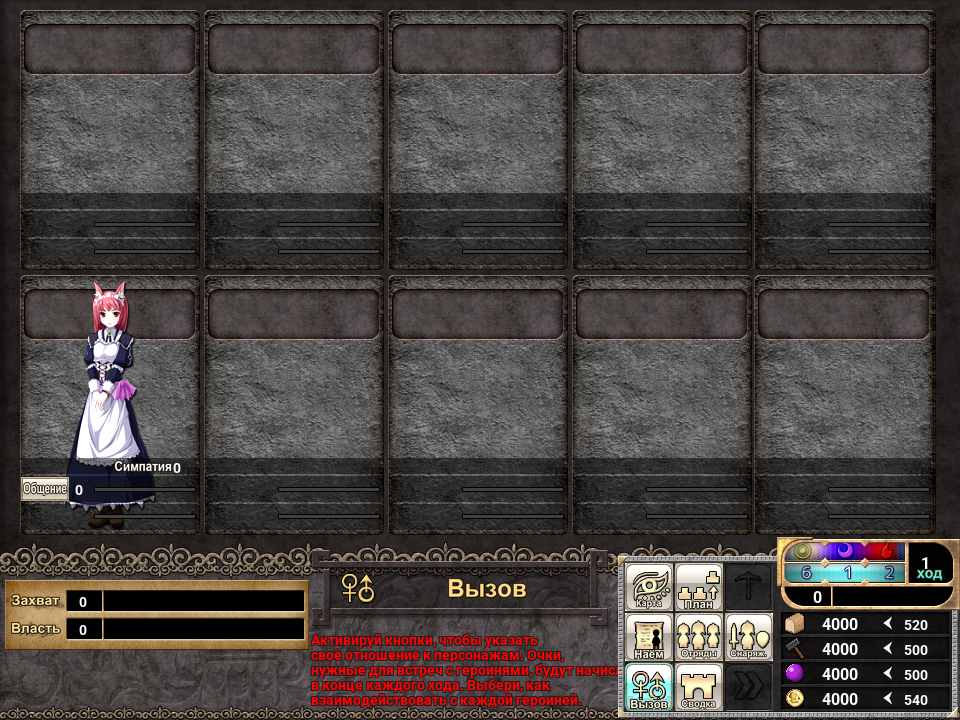 Симпатия 0
Общение 0
Захват 0
Власть 0
Вызов
Активируй кнопки, чтобы указать
своё отношение к персонажам. Очки,
нужные для встреч с героинями, будут начис
в конце каждого хода. Выбери, как
взаимодействовать с каждой героиней.
Карта
План
Наём
Отряды
Снаряж.
Вызов
Сводка
6 1 2
1
ход
0
4000 520
4000 500
4000 500
4000 540